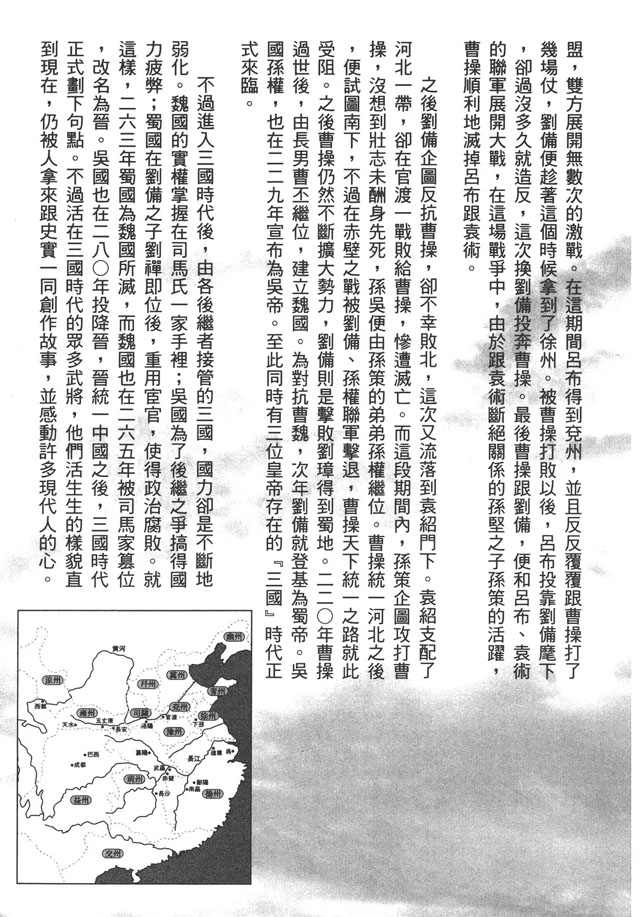 盟，雙方展開無數次的激戰。在這期間呂布得到兗州，並且反反覆覆跟曹操打了
幾場仗，劉備便趁著這個時候拿到了徐州。被曹操打敗以後，呂布投靠劉備麾下
，卻過沒多久就造反，這次換劉備投奔曹操。最後曹操跟劉備，便和呂布、袁術
的聯軍展開大戰，在這場戰爭中，由於跟袁術斷絕關係的孫堅之子孫策的活躍，
曹操順利地滅掉呂布跟袁術。
之後劉備企圖反抗曹操，卻不幸敗北，這次又流落到袁紹門下。袁紹支配了
河北一帶，卻在官渡一戰敗給曹操，慘遭滅亡。而這段期間內，孫策企圖攻打曹
操，沒想到壯志未酬身先死，孫吳便由孫策的弟弟孫權繼位。曹操統一河北之後
，便試圖南下，不過在赤壁之戰被劉備、孫權聯軍擊退，曹操天下統一之路就此
受阻。之後曹操仍然不斷擴大勢力，劉備則是擊敗劉璋得到蜀地。二二〇年曹操
過世後，由長男曹丕繼位，建立魏國。為對抗曹魏，次年劉備就登基為蜀帝。吳
國孫權，也在二二九年宣布為吳帝。至此同時有三位皇帝存在的『三國』時代正
式來臨。
不過進入三國時代後，由各後繼者接管的三國，國力卻是不斷地
弱化。魏國的實權掌握在司馬氏一家手裡；吳國為了後繼之爭搞得國
力疲弊；蜀國在劉備之子劉禪即位後，重用宦官，使得政治腐敗。就
這樣，二六三年蜀國為魏國所滅，而魏國也在二六五年被司馬家篡位
，改名為晉。吳國也在二八〇年投降晉，晉統一中國之後，三國時代
正式劃下句點。不過活在三國時代的眾多武將，他們活生生的樣貌直
到現在，仍被人拿來跟史實一同創作故事，並感動許多現代人的心。
幽州
黃河
涼州
并州
冀州
青州
西平
雍州
司隸
兗州
官渡
徐州
天水
五丈原
長安
洛陽
下邳
豫州
巴西
襄陽
長江
建業
吳
成都
武昌
荊州
赤壁
鄱陽
益州
長沙
南昌
揚州
交州